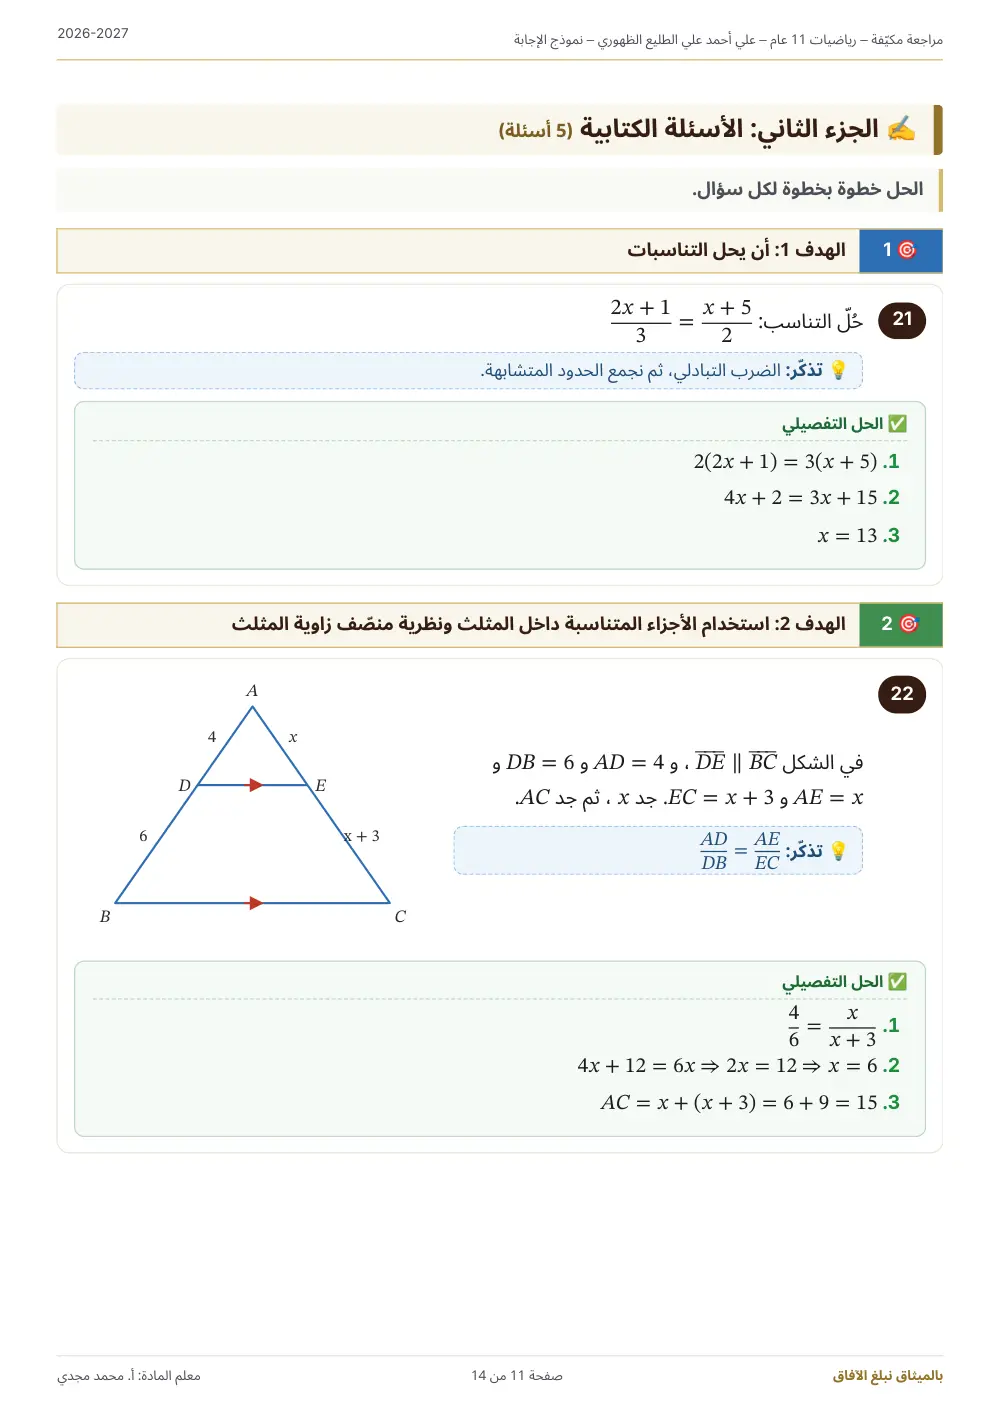 مراجعة مكيّفة – رياضيات 11 عام – علي أحمد علي الطليع الظهوري – نموذج الإجابة
2026-2027
✍️ الجزء الثاني: الأسئلة الكتابية (5 أسئلة)
الحل خطوة بخطوة لكل سؤال.
🎯 1 الهدف 1: أن يحل التناسبات
21 حُلّ التناسب: (2x + 1)/3 = (x + 5)/2
💡 تذكّر: الضرب التبادلي، ثم نجمع الحدود المتشابهة.
✅ الحل التفصيلي
1. 2(2x + 1) = 3(x + 5)
2. 4x + 2 = 3x + 15
3. x = 13
🎯 2 الهدف 2: استخدام الأجزاء المتناسبة داخل المثلث ونظرية منصّف زاوية المثلث
22
في الشكل DE ∥ BC ، و AD = 4 و DB = 6 و
AE = x و EC = x + 3. جد x ، ثم جد AC.
💡 تذكّر: AD/DB = AE/EC
A
4
x
D
E
6
x + 3
B
C
✅ الحل التفصيلي
1. 4/6 = x/(x + 3)
2. 4x + 12 = 6x ⇒ 2x = 12 ⇒ x = 6
3. AC = x + (x + 3) = 6 + 9 = 15
بالميثاق نبلغ الآفاق
صفحة 11 من 14
معلم المادة: أ. محمد مجدي